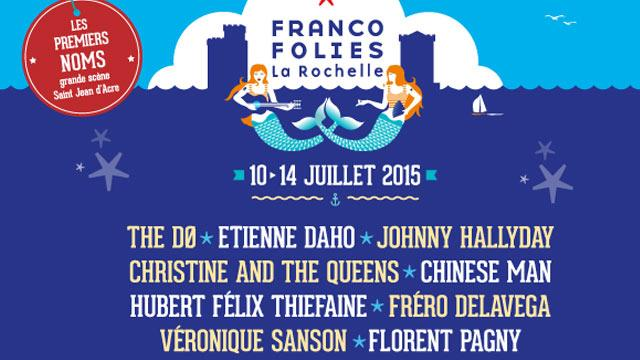 LES
PREMIERS
NOMS
grande scène
Saint Jean d'Acre
FRANCO
FOLIES
La Rochelle
10 14 JUILLET 2015
THE DØ ETIENNE DAHO JOHNNY HALLYDAY
CHRISTINE AND THE QUEENS CHINESE MAN
HUBERT FÉLIX THIEFAINE FRÉRO DELAVEGA
VÉRONIQUE SANSON FLORENT PAGNY